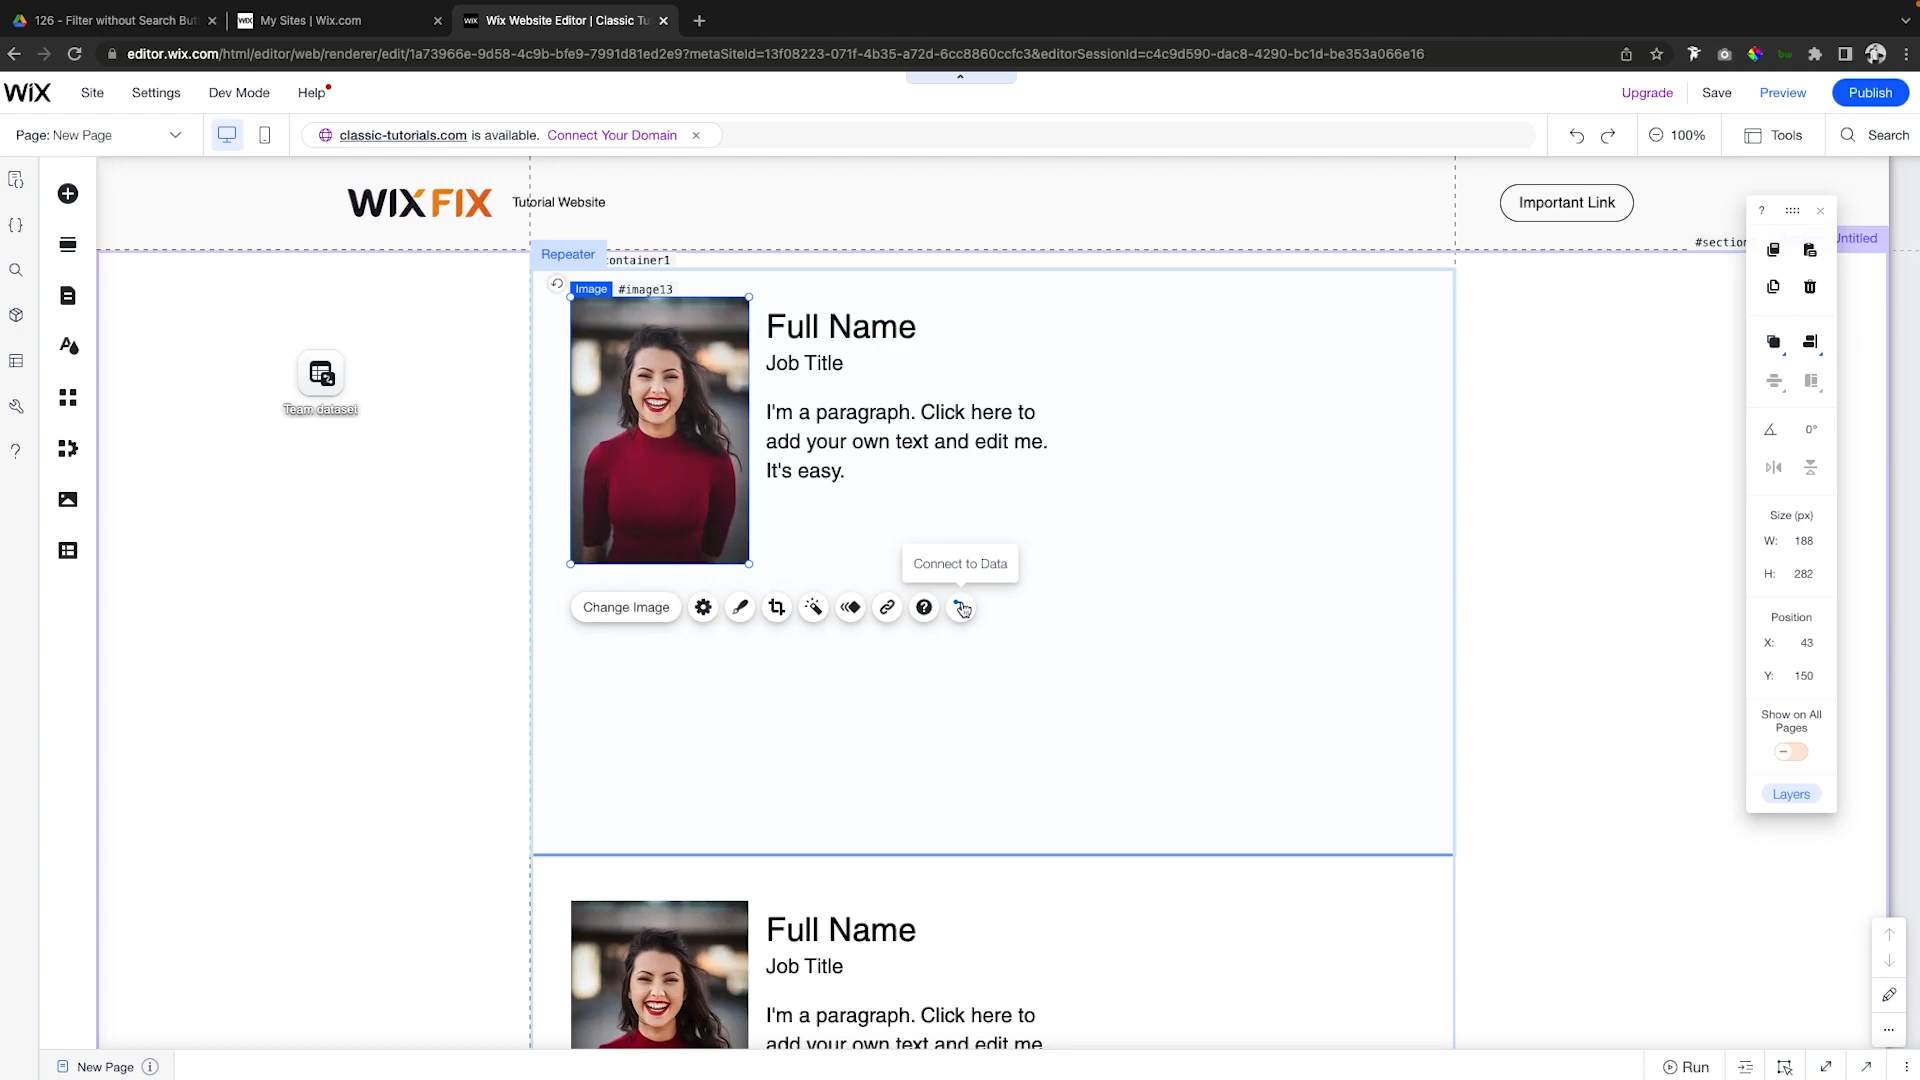 126 - Filter without Search But
My Sites | Wix.com
Wix Website Editor | Classic Tu
editor.wix.com/html/editor/web/renderer/edit/1a73966e-9d58-4c9b-bfe9-7991d81ed2e9?metaSiteId=13f08223-071f-4b35-a72d-6cc8860ccfc3&editorSessionId=c4c9d590-dac8-4290-bc1d-be353a066e16
WiX
Site
Settings
Dev Mode
Help
Upgrade
Save
Preview
Publish
Page: New Page
classic-tutorials.com is available. Connect Your Domain
100%
Tools
Search
WIXFIX
Tutorial Website
Important Link
#section
Untitled
Repeater
container1
Image
#image13
Full Name
Job Title
I'm a paragraph. Click here to
add your own text and edit me.
It's easy.
Team dataset
Connect to Data
Change Image
0°
Size (px)
W: 188
H: 282
Position
X: 43
Y: 150
Show on All
Pages
Layers
Full Name
Job Title
I'm a paragraph. Click here to
add your own text and edit me
New Page
Run